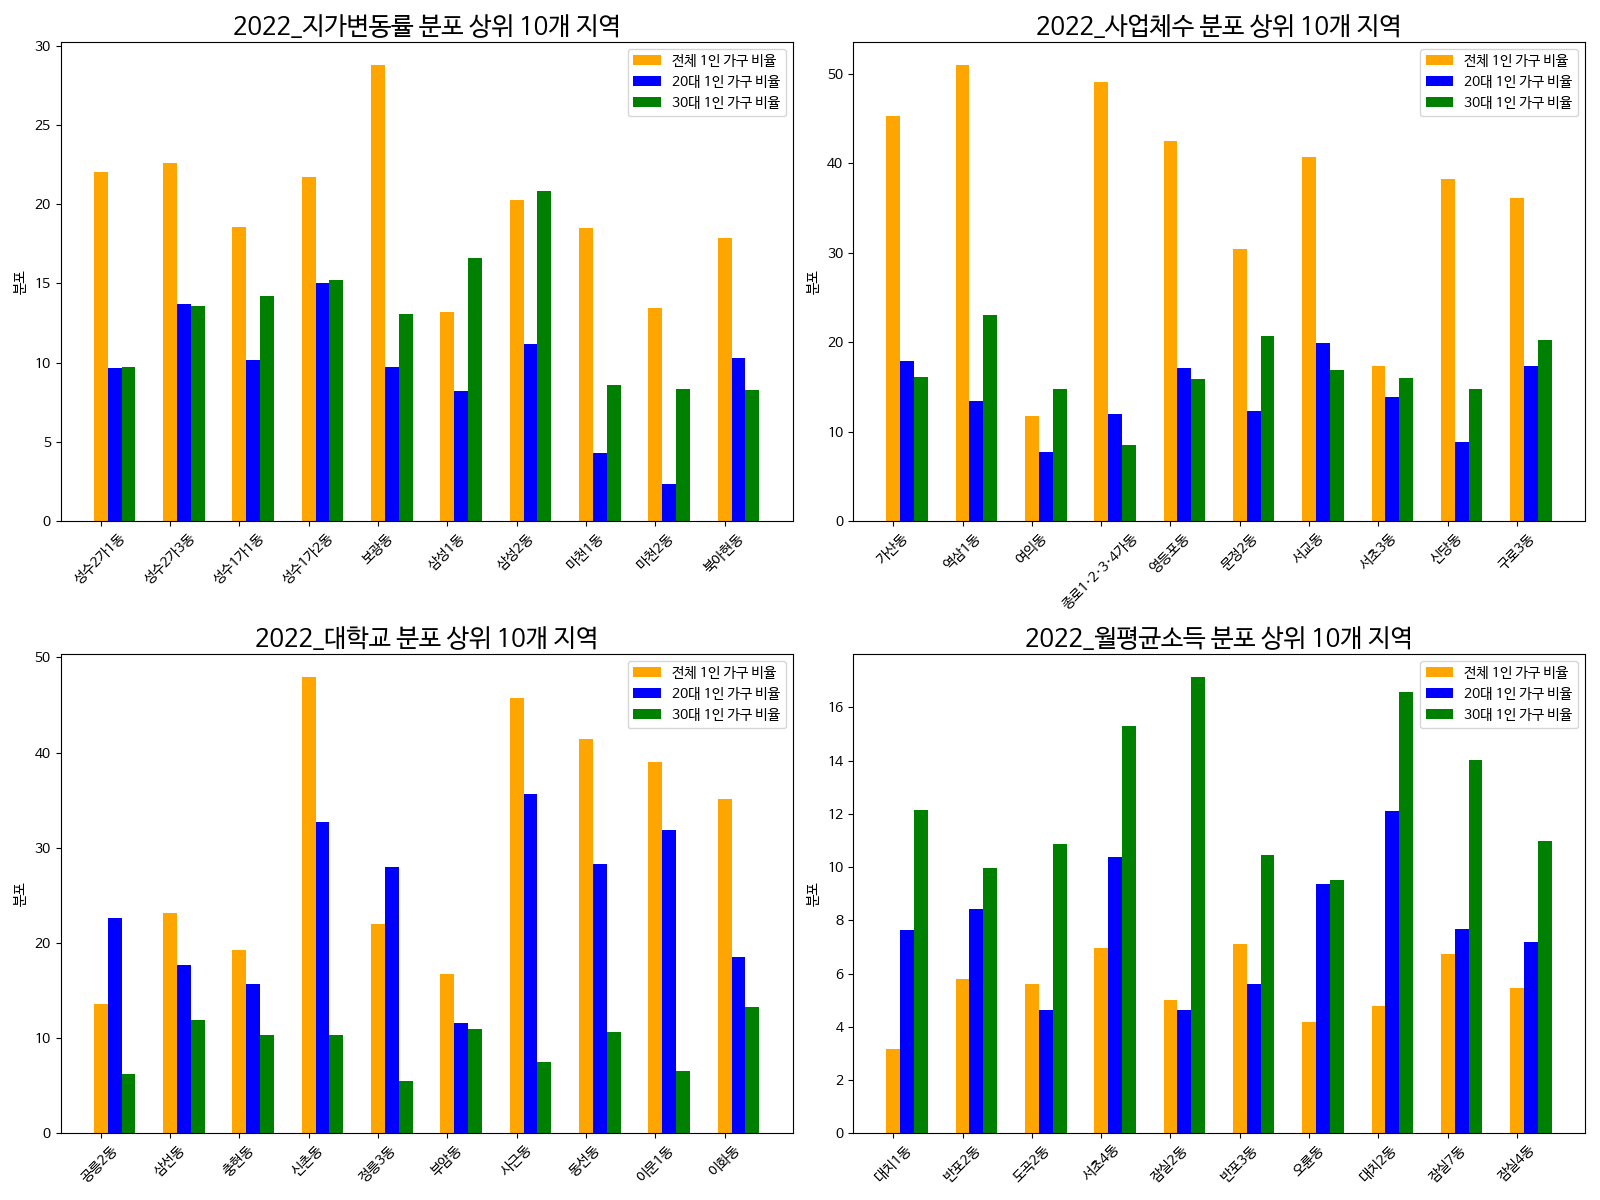 2022_지가변동률 분포 상위 10개 지역
분포
30
25
20
15
10
5
0
전체 1인 가구 비율
20대 1인 가구 비율
30대 1인 가구 비율
성수2가1동
성수2가3동
성수1가1동
성수1가2동
보광동
삼성1동
삼성2동
마천1동
마천2동
북아현동
2022_사업체수 분포 상위 10개 지역
분포
50
40
30
20
10
0
전체 1인 가구 비율
20대 1인 가구 비율
30대 1인 가구 비율
가산동
역삼1동
여의동
종로1·2·3·4가동
영등포동
문정2동
서교동
서초3동
신당동
구로3동
2022_대학교 분포 상위 10개 지역
분포
50
40
30
20
10
0
전체 1인 가구 비율
20대 1인 가구 비율
30대 1인 가구 비율
공릉2동
삼선동
충현동
신촌동
정릉3동
부암동
사근동
동선동
이문1동
이화동
2022_월평균소득 분포 상위 10개 지역
분포
16
14
12
10
8
6
4
2
0
전체 1인 가구 비율
20대 1인 가구 비율
30대 1인 가구 비율
대치1동
반포2동
도곡2동
서초4동
잠실2동
반포3동
오륜동
대치2동
잠실7동
잠실4동